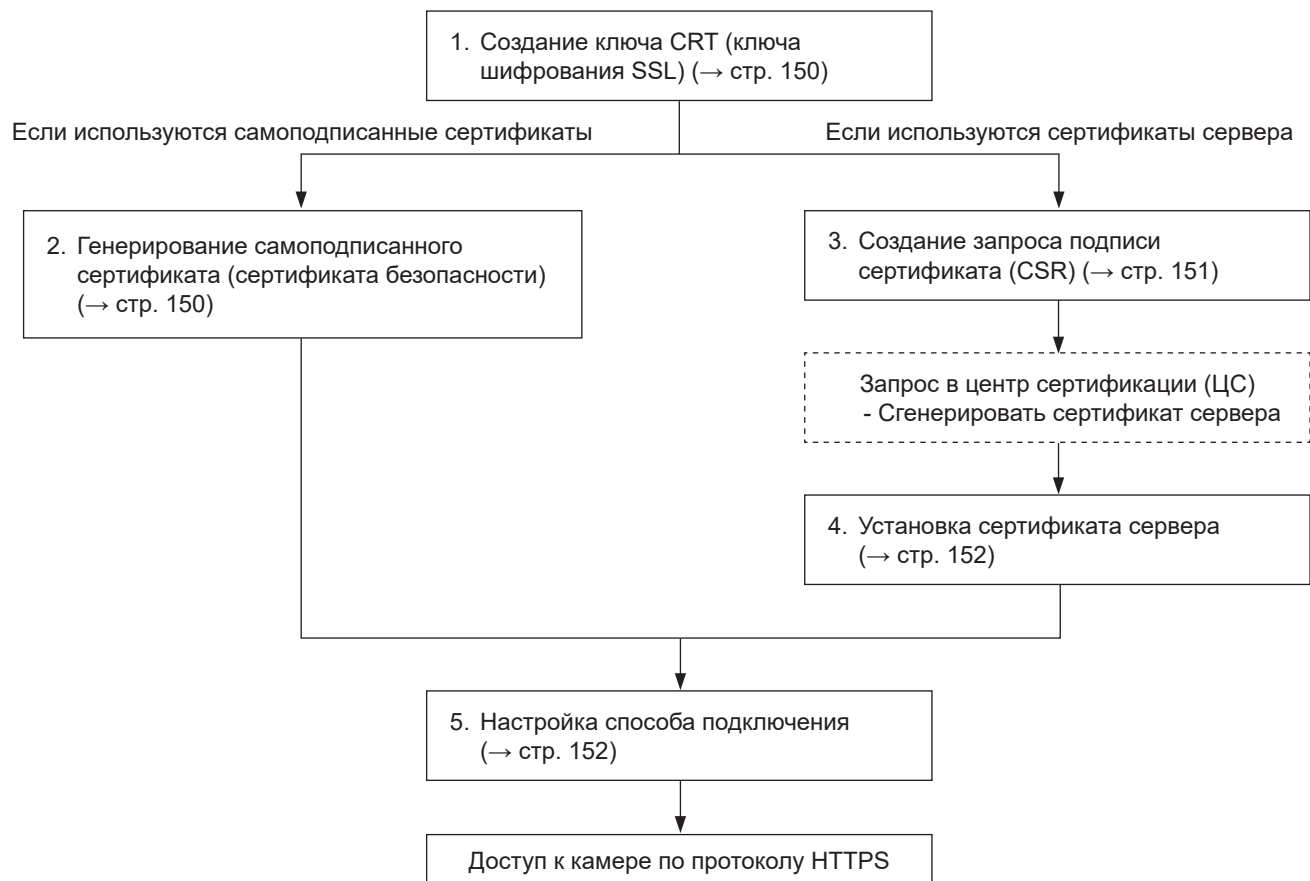 1. Создание ключа CRT (ключа
шифрования SSL) (→ стр. 150)
Если используются самоподписанные сертификаты
Если используются сертификаты сервера
2. Генерирование самоподписанного
сертификата (сертификата безопасности)
(→ стр. 150)
3. Создание запроса подписи
сертификата (CSR) (→ стр. 151)
Запрос в центр сертификации (ЦС)
- Сгенерировать сертификат сервера
4. Установка сертификата сервера
(→ стр. 152)
5. Настройка способа подключения
(→ стр. 152)
Доступ к камере по протоколу HTTPS